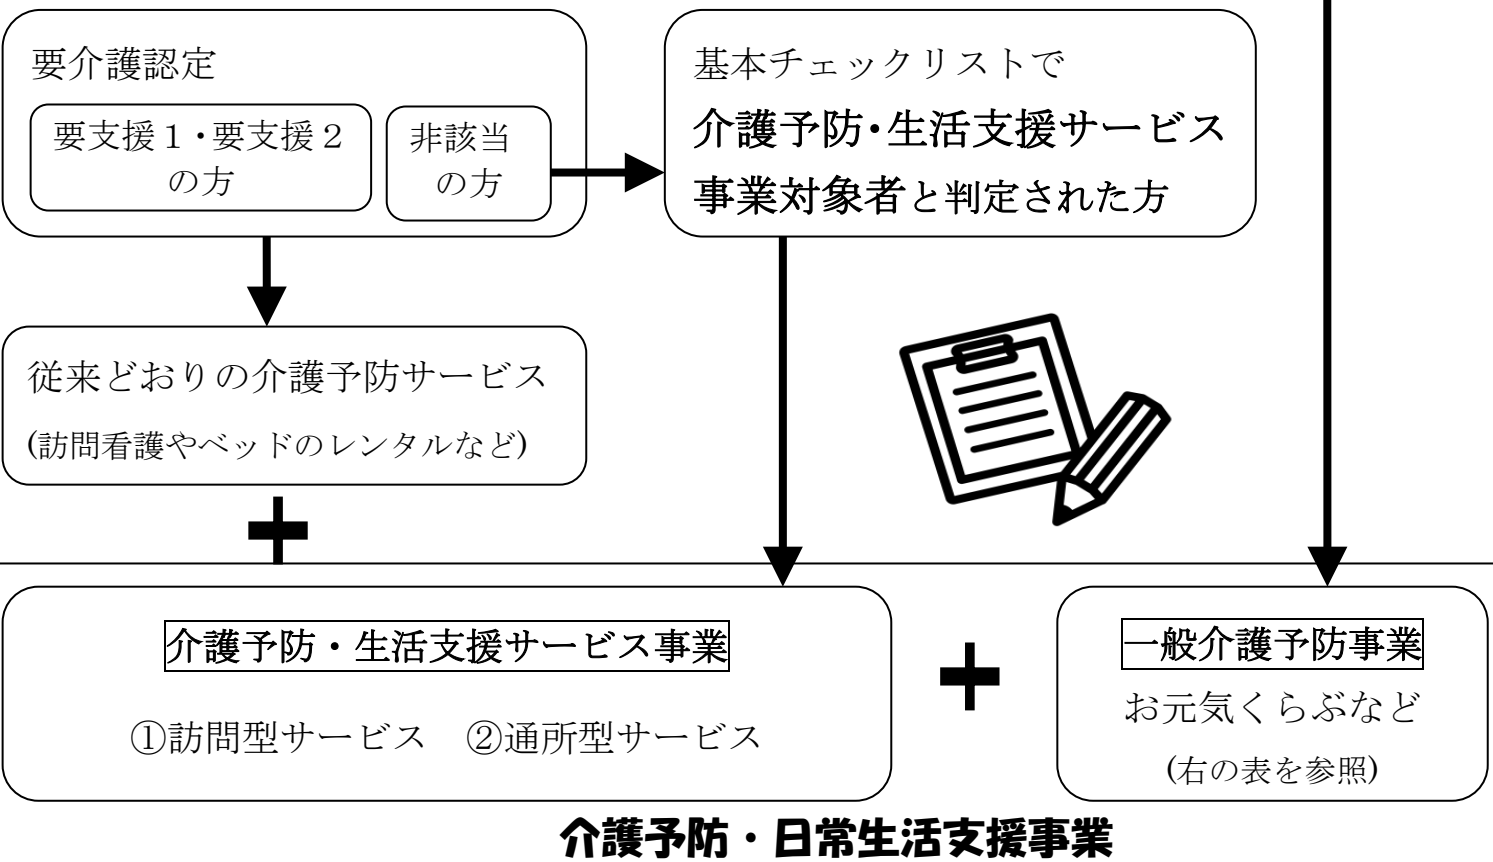 要介護認定
要支援１・要支援２
の方
非該当
の方
基本チェックリストで
介護予防・生活支援サービス
事業対象者と判定された方
従来どおりの介護予防サービス
(訪問看護やベッドのレンタルなど)
介護予防・生活支援サービス事業
①訪問型サービス　②通所型サービス
一般介護予防事業
お元気くらぶなど
(右の表を参照)
介護予防・日常生活支援事業